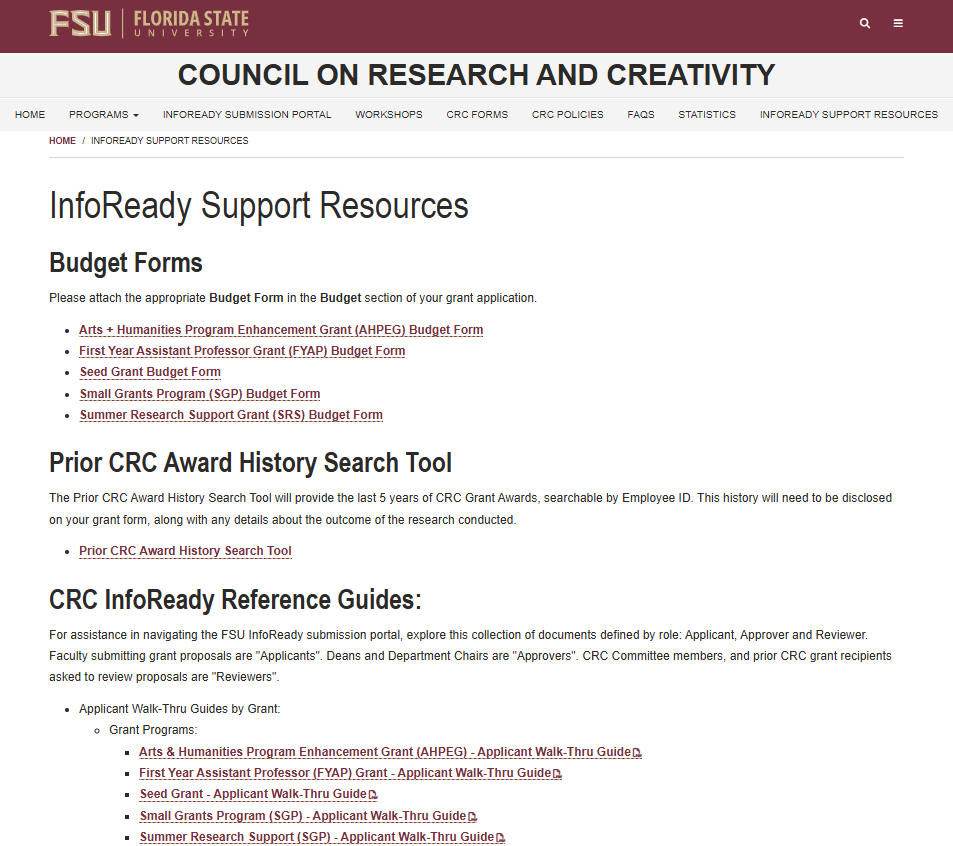 FSU FLORIDA STATE
UNIVERSITY
COUNCIL ON RESEARCH AND CREATIVITY
HOME PROGRAMS INFOREADY SUBMISSION PORTAL WORKSHOPS CRC FORMS CRC POLICIES FAQS STATISTICS INFOREADY SUPPORT RESOURCES
HOME / INFOREADY SUPPORT RESOURCES
InfoReady Support Resources
Budget Forms
Please attach the appropriate Budget Form in the Budget section of your grant application.
Arts + Humanities Program Enhancement Grant (AHPEG) Budget Form
First Year Assistant Professor Grant (FYAP) Budget Form
Seed Grant Budget Form
Small Grants Program (SGP) Budget Form
Summer Research Support Grant (SRS) Budget Form
Prior CRC Award History Search Tool
The Prior CRC Award History Search Tool will provide the last 5 years of CRC Grant Awards, searchable by Employee ID. This history will need to be disclosed
on your grant form, along with any details about the outcome of the research conducted.
Prior CRC Award History Search Tool
CRC InfoReady Reference Guides:
For assistance in navigating the FSU InfoReady submission portal, explore this collection of documents defined by role: Applicant, Approver and Reviewer.
Faculty submitting grant proposals are "Applicants". Deans and Department Chairs are "Approvers". CRC Committee members, and prior CRC grant recipients
asked to review proposals are "Reviewers".
Applicant Walk-Thru Guides by Grant:
Grant Programs:
Arts & Humanities Program Enhancement Grant (AHPEG) - Applicant Walk-Thru Guide
First Year Assistant Professor (FYAP) Grant - Applicant Walk-Thru Guide
Seed Grant - Applicant Walk-Thru Guide
Small Grants Program (SGP) - Applicant Walk-Thru Guide
Summer Research Support (SGP) - Applicant Walk-Thru Guide